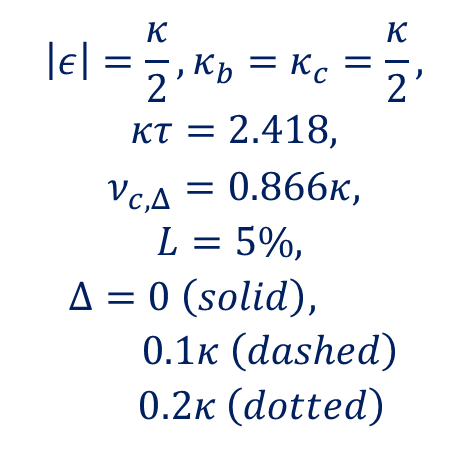 |ϵ| = κ/2, κ_b = κ_c = κ/2,
κτ = 2.418,
ν_{c,Δ} = 0.866κ,
L = 5%,
Δ = 0 (solid),
0.1κ (dashed)
0.2κ (dotted)